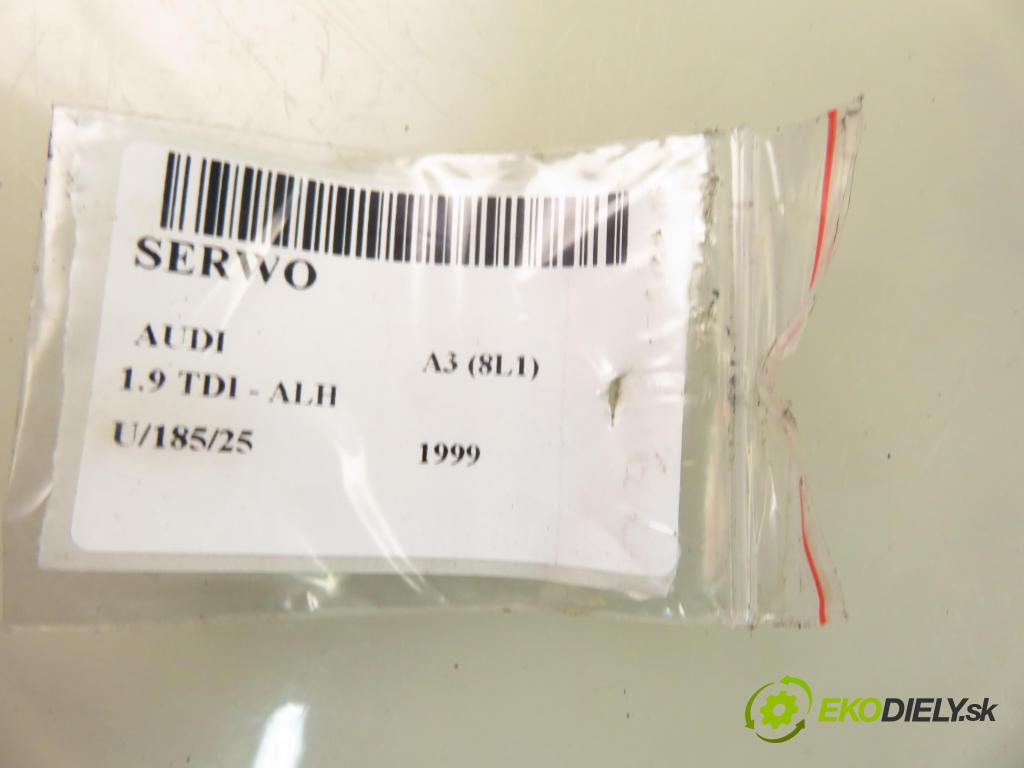 SERWO
AUDI A3 (8L1)
1.9 TDI - ALH
U/185/25 1999
EKODIELY.sk